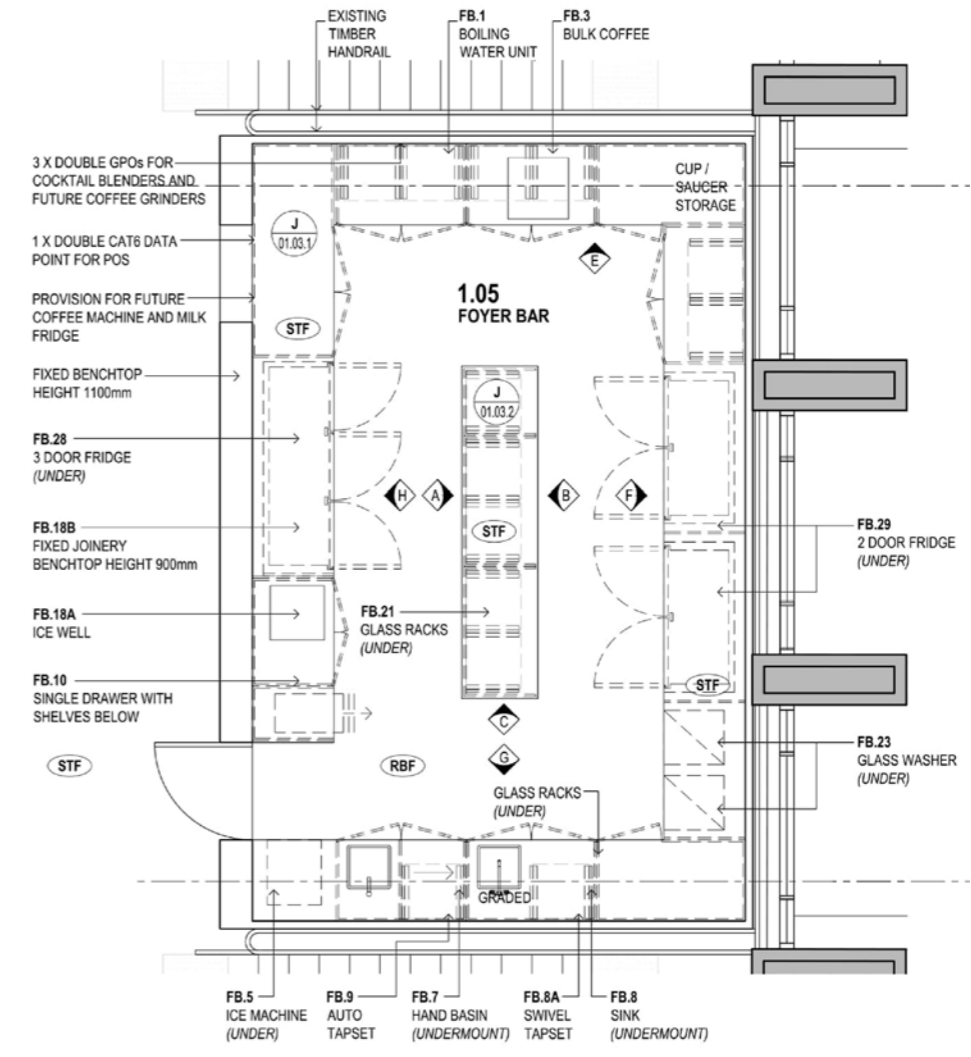 EXISTING
TIMBER
HANDRAIL
FB.1
BOILING
WATER UNIT
FB.3
BULK COFFEE
3 X DOUBLE GPOs FOR
COCKTAIL BLENDERS AND
FUTURE COFFEE GRINDERS
1 X DOUBLE CAT6 DATA
POINT FOR POS
PROVISION FOR FUTURE
COFFEE MACHINE AND MILK
FRIDGE
FIXED BENCHTOP
HEIGHT 1100mm
FB.28
3 DOOR FRIDGE
(UNDER)
FB.18B
FIXED JOINERY
BENCHTOP HEIGHT 900mm
FB.18A
ICE WELL
FB.10
SINGLE DRAWER WITH
SHELVES BELOW
STF
J
01.03.1
STF
CUP /
SAUCER
STORAGE
E
1.05
FOYER BAR
J
01.03.2
H
A
B
F
STF
FB.21
GLASS RACKS
(UNDER)
FB.29
2 DOOR FRIDGE
(UNDER)
STF
C
G
RBF
GLASS RACKS
(UNDER)
FB.23
GLASS WASHER
(UNDER)
GRADED
FB.5
ICE MACHINE
(UNDER)
FB.9
AUTO
TAPSET
FB.7
HAND BASIN
(UNDERMOUNT)
FB.8A
SWIVEL
TAPSET
FB.8
SINK
(UNDERMOUNT)